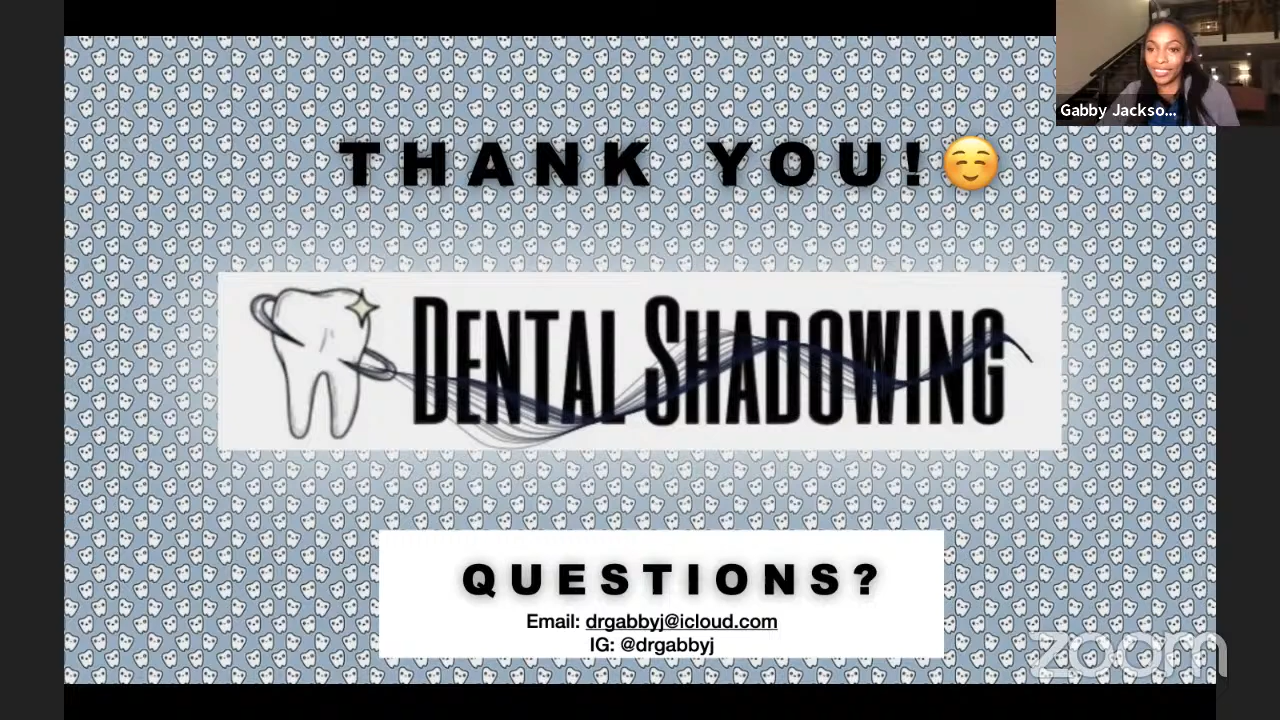 Gabby Jackso...
THANK YOU!☺️
DENTAL SHADOWING
QUESTIONS?
Email: drgabbyj@icloud.com
IG: @drgabbyj
zoom